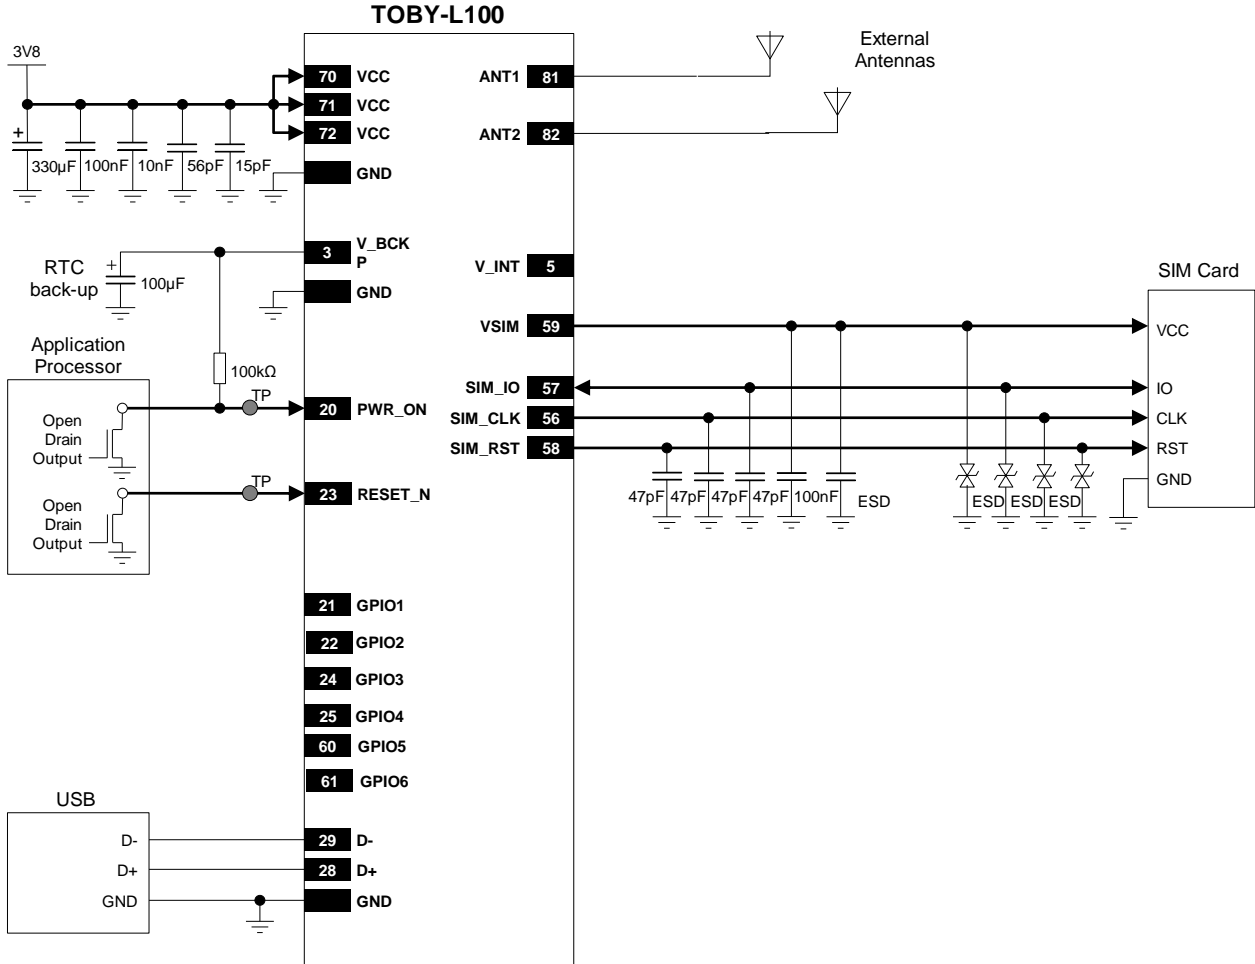 TOBY-L100
3V8
+
330µF 100nF 10nF 56pF 15pF
70 VCC
71 VCC
72 VCC
GND
ANT1 81
ANT2 82
External
Antennas
RTC
back-up
+
100µF
3 V_BCK
P
GND
V_INT 5
VSIM 59
SIM_IO 57
SIM_CLK 56
SIM_RST 58
47pF 47pF 47pF 47pF 100nF ESD
ESD ESD ESD
SIM Card
VCC
IO
CLK
RST
GND
Application
Processor
100kΩ
Open
Drain
Output
TP
20 PWR_ON
Open
Drain
Output
TP
23 RESET_N
21 GPIO1
22 GPIO2
24 GPIO3
25 GPIO4
60 GPIO5
61 GPIO6
USB
D- 29 D-
D+ 28 D+
GND GND